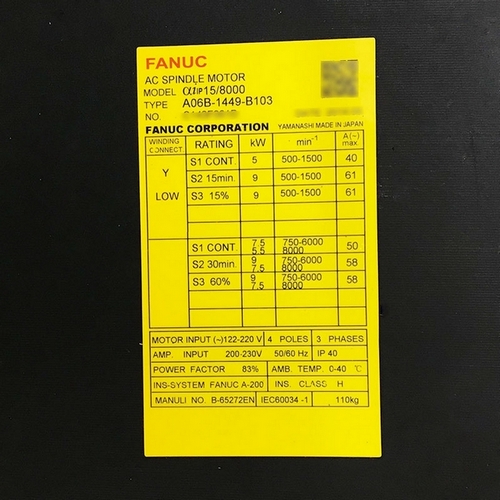 FANUC
AC SPINDLE MOTOR
MODEL αiIP15/8000
TYPE A06B-1449-B103
NO.
FANUC CORPORATION YAMANASHI MADE IN JAPAN
WINDING CONNECT. RATING kW min⁻¹ A(~) max
Y S1 CONT. 5 500-1500 40
S2 15min. 9 500-1500 61
LOW S3 15% 9 500-1500 61
S1 CONT. 7.5 750-6000 50
5.5 8000
S2 30min. 9 750-6000 58
7.5 8000
S3 60% 9 750-6000 58
7.5 8000
MOTOR INPUT (~)122-220 V 4 POLES 3 PHASES
AMP. INPUT 200-230V 50/60 Hz IP 40
POWER FACTOR 83% AMB. TEMP. 0-40 ℃
INS-SYSTEM FANUC A-200 INS. CLASS H
MANULI NO. B-65272EN IEC60034 -1 110kg